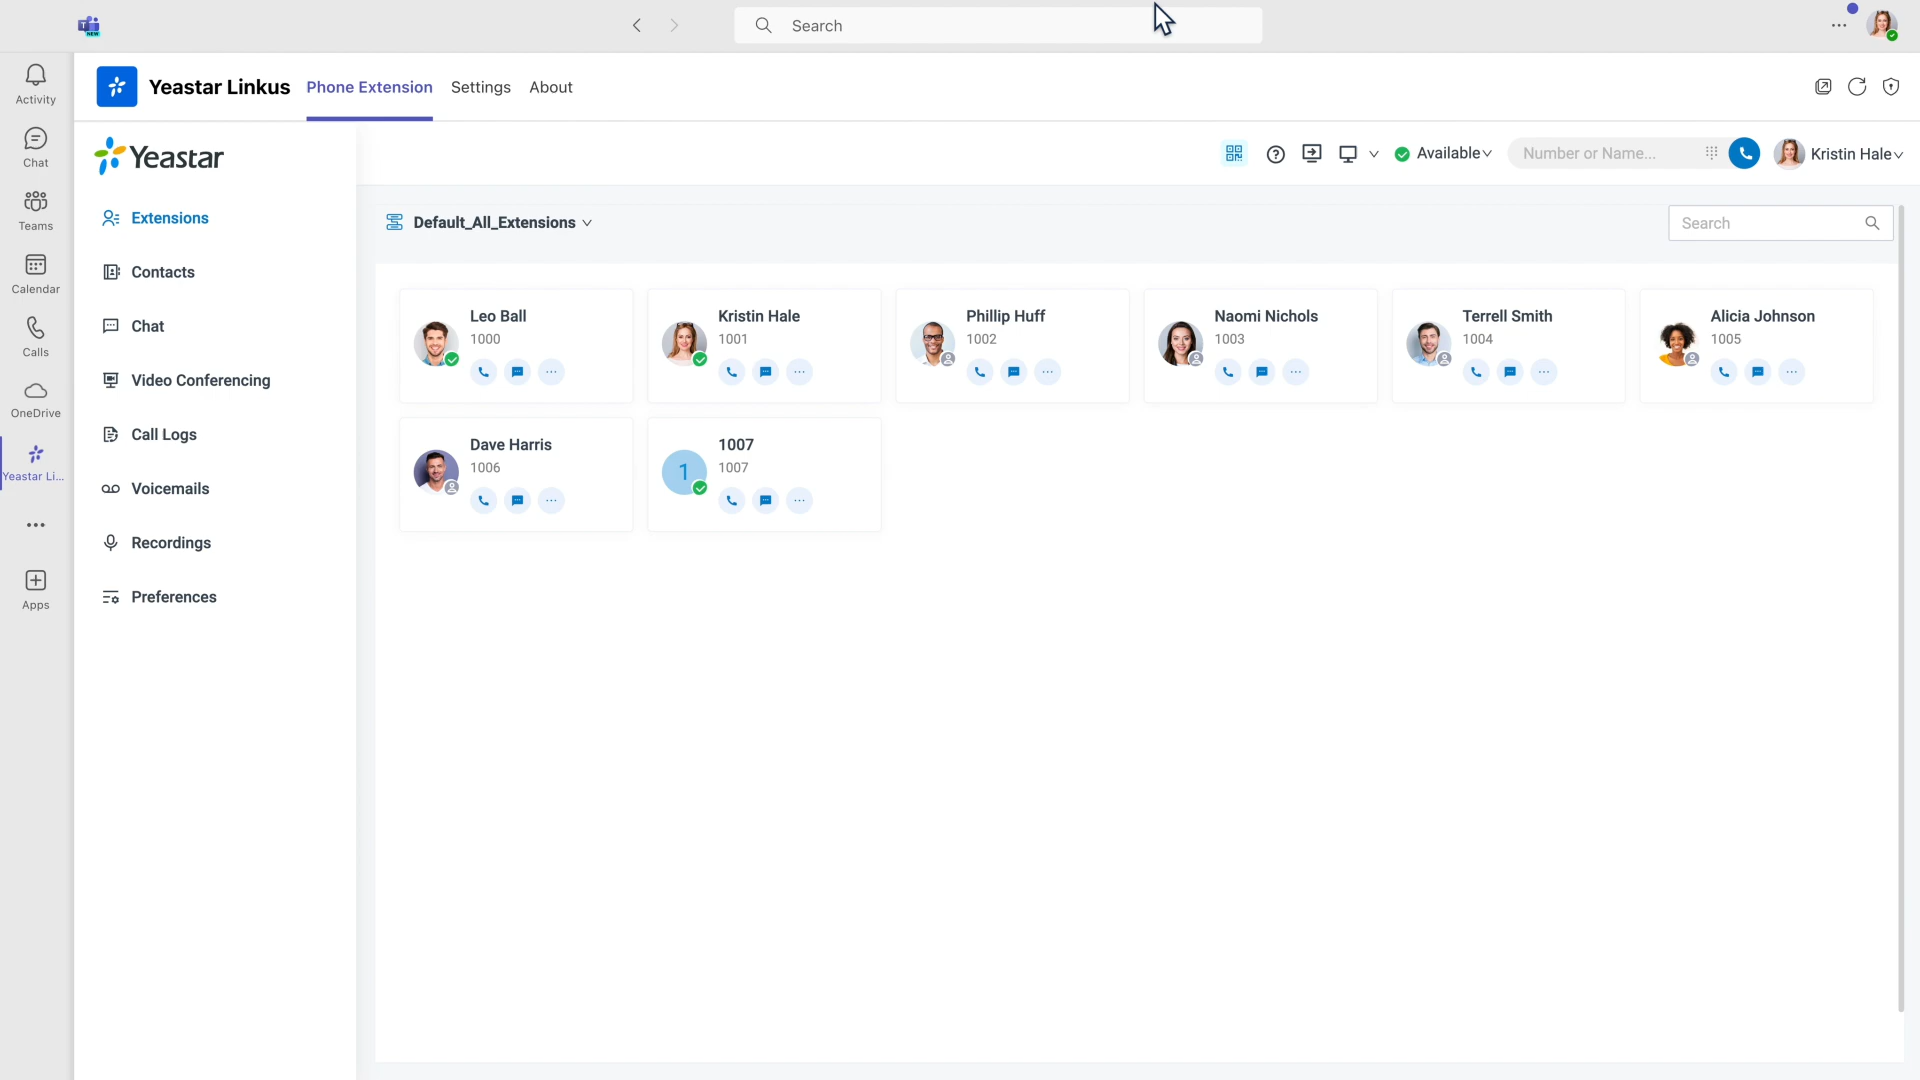 NEW
Search
Activity
Chat
Teams
Calendar
Calls
OneDrive
Yeastar Li...
Apps
Yeastar Linkus
Phone Extension
Settings
About
Yeastar
Extensions
Contacts
Chat
Video Conferencing
Call Logs
Voicemails
Recordings
Preferences
Available
Number or Name...
Kristin Hale
Default_All_Extensions
Search
Leo Ball
1000
Kristin Hale
1001
Phillip Huff
1002
Naomi Nichols
1003
Terrell Smith
1004
Alicia Johnson
1005
Dave Harris
1006
1
1007
1007